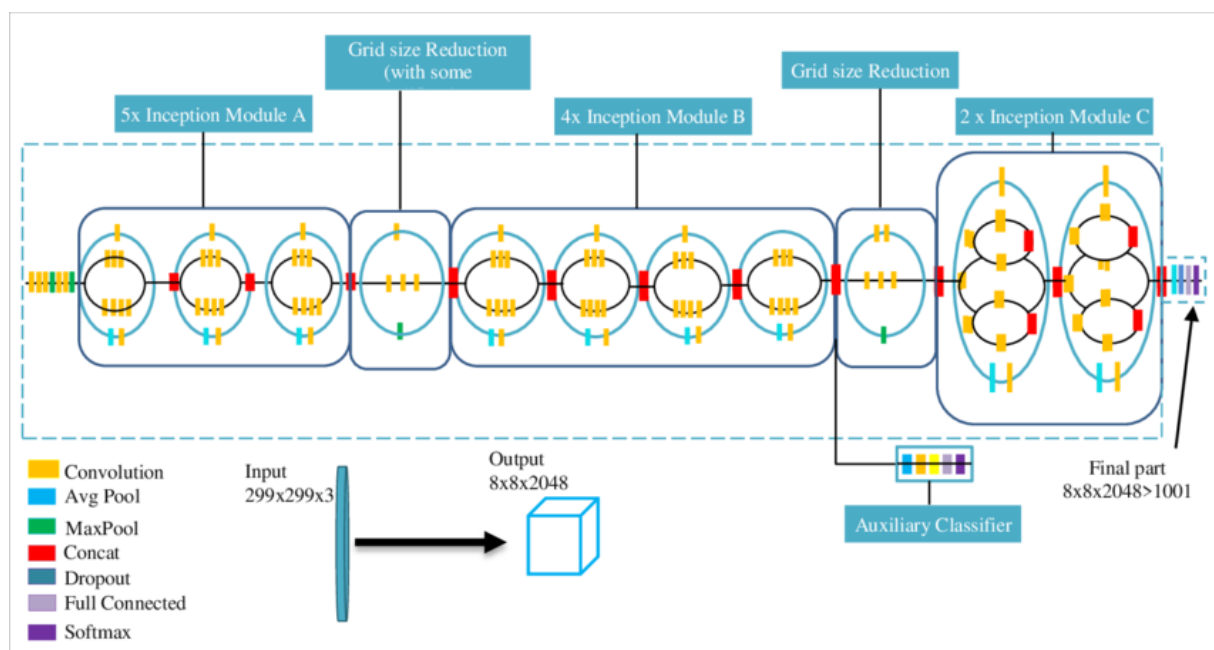 Grid size Reduction
(with some
Grid size Reduction
5x Inception Module A
4x Inception Module B
2 x Inception Module C
Convolution
Avg Pool
MaxPool
Concat
Dropout
Full Connected
Softmax
Input
299x299x3
Output
8x8x2048
Auxiliary Classifier
Final part
8x8x2048>1001